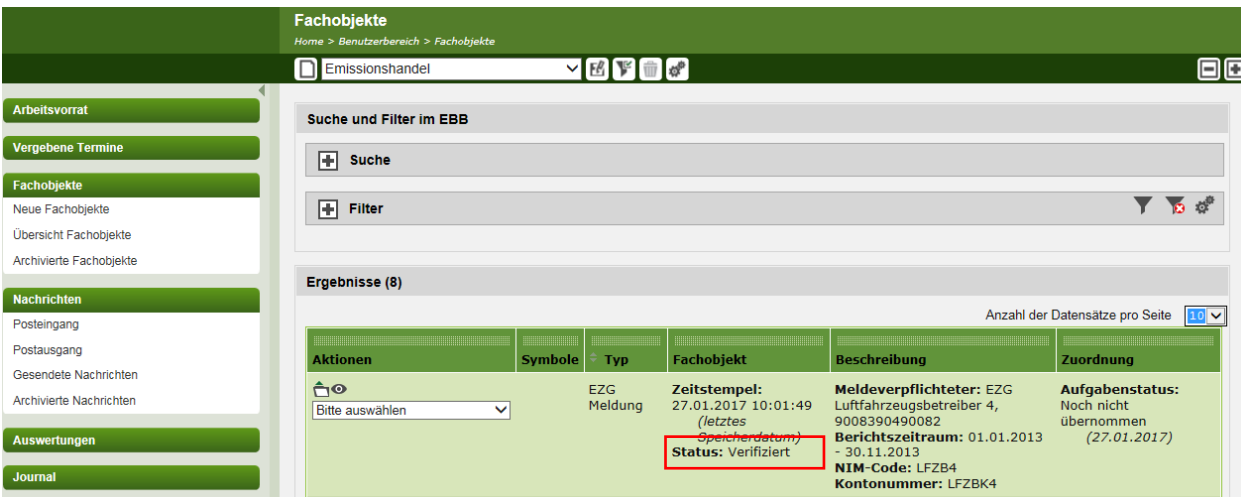 Fachobjekte
Home > Benutzerbereich > Fachobjekte
Emissionshandel
Arbeitsvorrat
Vergebene Termine
Fachobjekte
Neue Fachobjekte
Übersicht Fachobjekte
Archivierte Fachobjekte
Nachrichten
Posteingang
Postausgang
Gesendete Nachrichten
Archivierte Nachrichten
Auswertungen
Journal
Suche und Filter im EBB
Suche
Filter
Ergebnisse (8)
Anzahl der Datensätze pro Seite 10
Aktionen Symbole Typ Fachobjekt Beschreibung Zuordnung
Bitte auswählen
EZG
Meldung
Zeitstempel:
27.01.2017 10:01:49
(letztes
Speicherdatum)
Status: Verifiziert
Meldeverpflichteter: EZG
Luftfahrzeugsbetreiber 4,
9008390490082
Berichtszeitraum: 01.01.2013
- 30.11.2013
NIM-Code: LFZB4
Kontonummer: LFZBK4
Aufgabenstatus:
Noch nicht
übernommen
(27.01.2017)